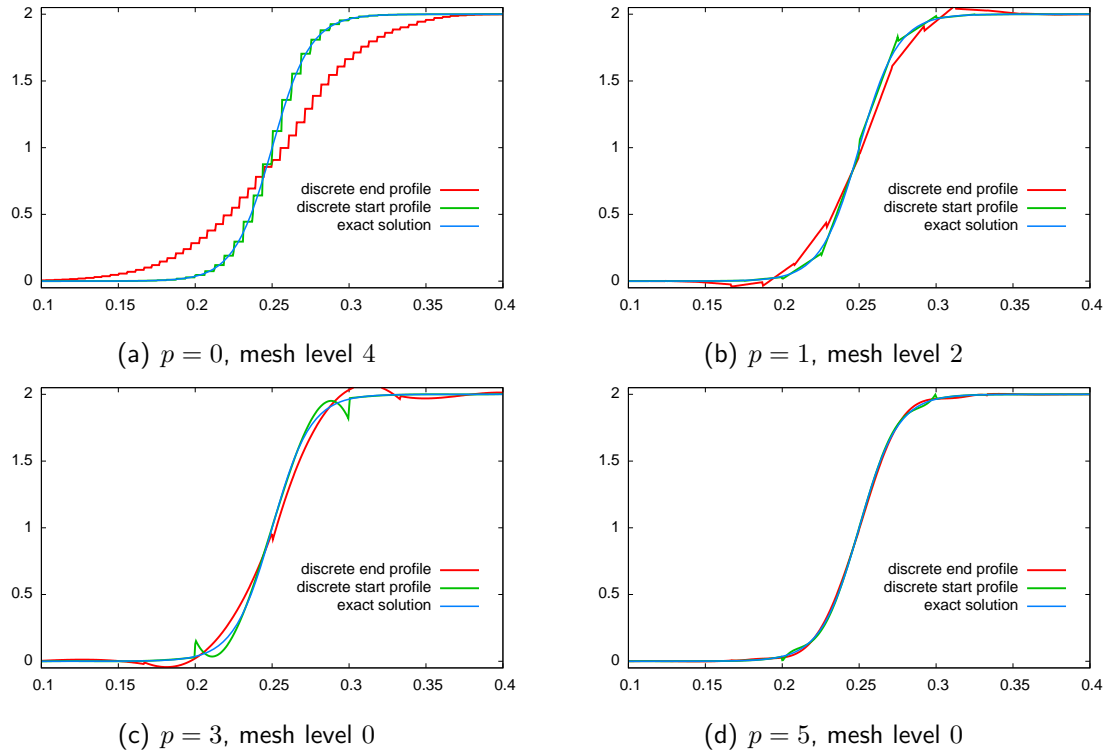 2
1.5
1
0.5
0
discrete end profile
discrete start profile
exact solution
0.1 0.15 0.2 0.25 0.3 0.35 0.4
(a) p = 0, mesh level 4
2
1.5
1
0.5
0
discrete end profile
discrete start profile
exact solution
0.1 0.15 0.2 0.25 0.3 0.35 0.4
(b) p = 1, mesh level 2
2
1.5
1
0.5
0
discrete end profile
discrete start profile
exact solution
0.1 0.15 0.2 0.25 0.3 0.35 0.4
(c) p = 3, mesh level 0
2
1.5
1
0.5
0
discrete end profile
discrete start profile
exact solution
0.1 0.15 0.2 0.25 0.3 0.35 0.4
(d) p = 5, mesh level 0